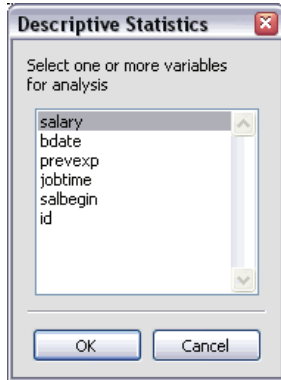 Descriptive Statistics
Select one or more variables
for analysis
salary
bdate
prevexp
jobtime
salbegin
id
OK Cancel